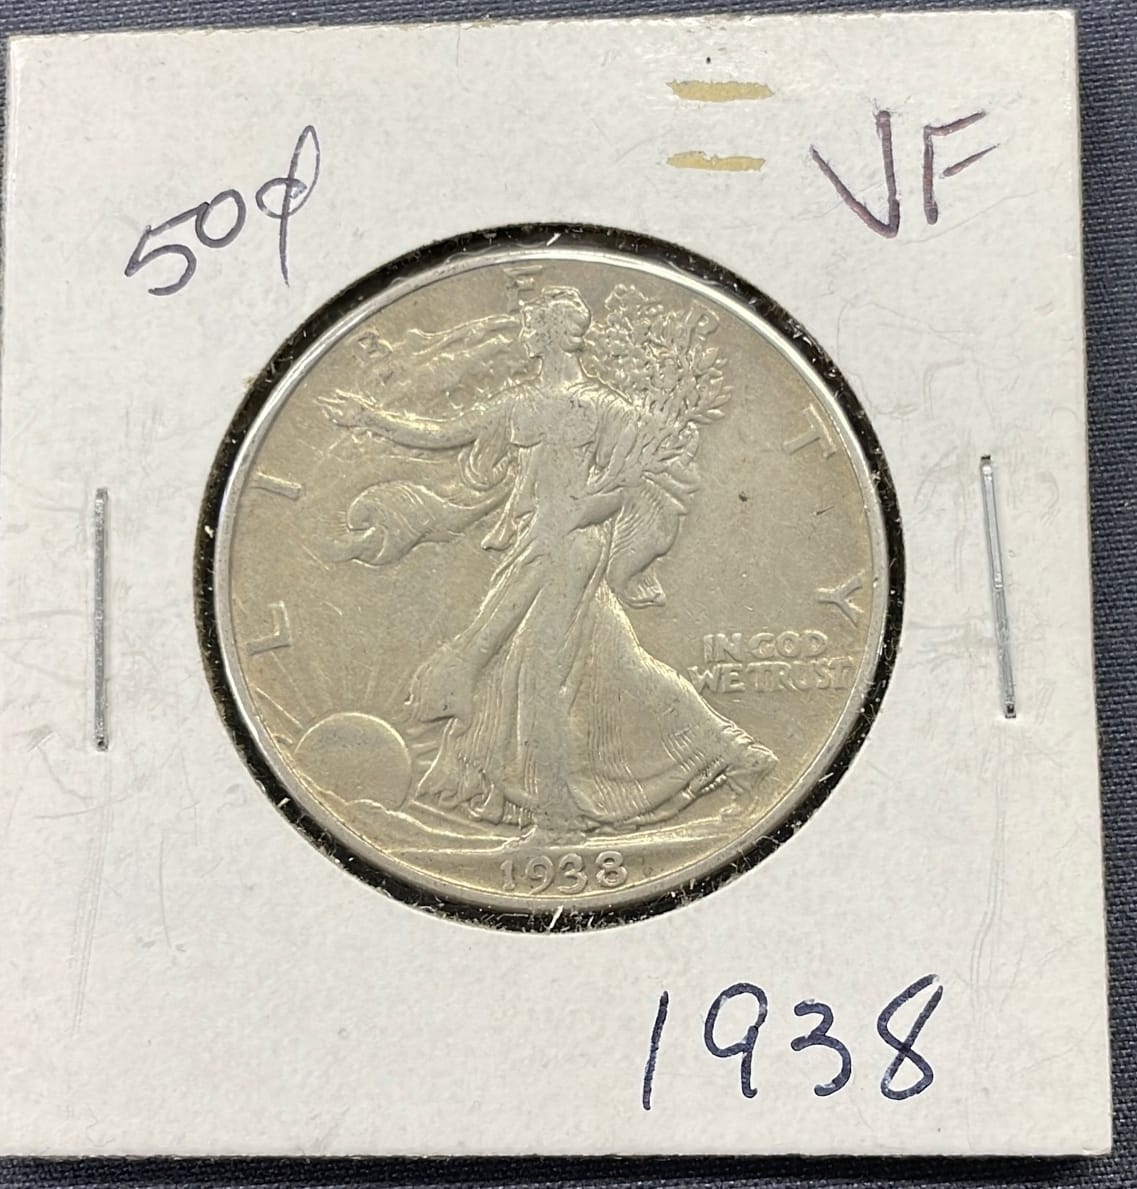 50¢
VF
LIBERTY
IN GOD
WE TRUST
1938
1938